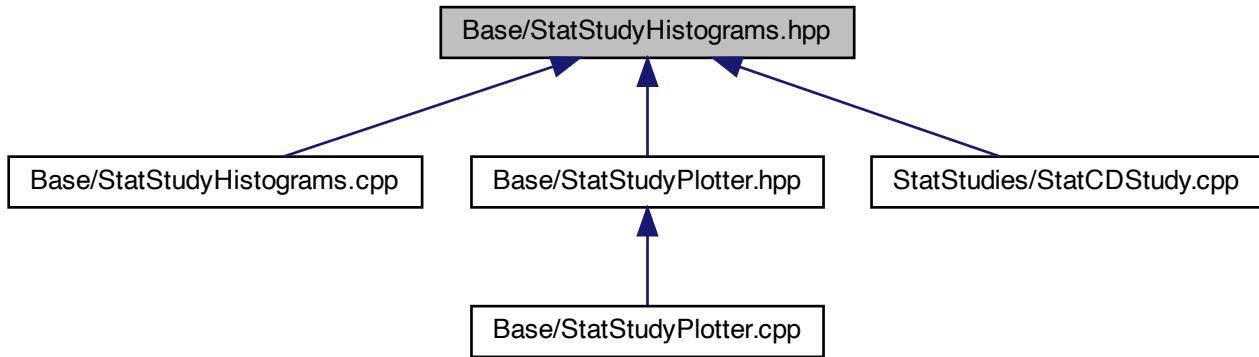 Base/StatStudyHistograms.hpp
Base/StatStudyHistograms.cpp
Base/StatStudyPlotter.hpp
StatStudies/StatCDStudy.cpp
Base/StatStudyPlotter.cpp